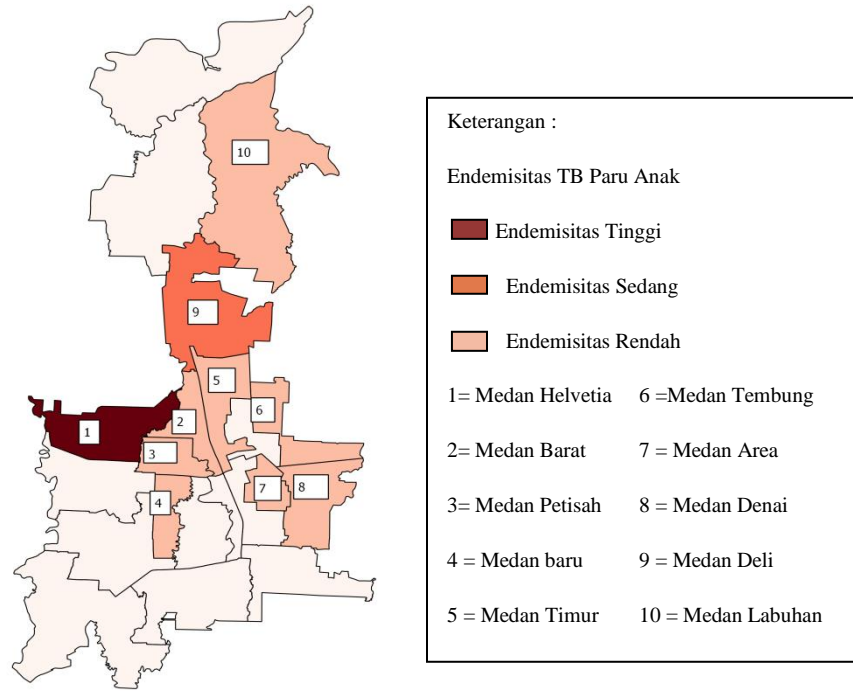 10
9
5
6
2
1
3
7
8
4
Keterangan :
Endemisitas TB Paru Anak
Endemisitas Tinggi
Endemisitas Sedang
Endemisitas Rendah
1= Medan Helvetia 6 =Medan Tembung
2= Medan Barat 7 = Medan Area
3= Medan Petisah 8 = Medan Denai
4 = Medan baru 9 = Medan Deli
5 = Medan Timur 10 = Medan Labuhan